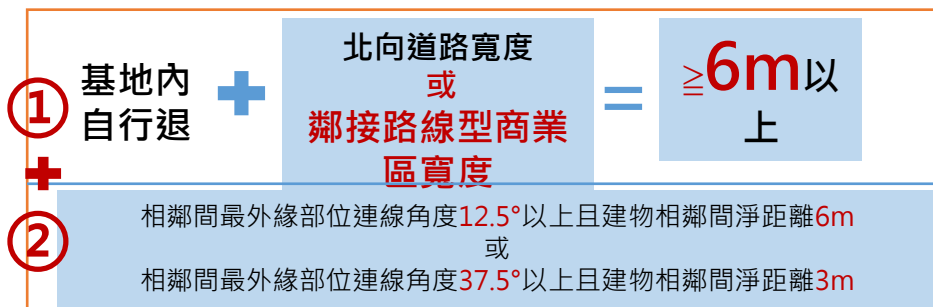 ①
基地內
自行退
+
北向道路寬度
或
鄰接路線型商業
區寬度
=
≧6m以
上
+
②
相鄰間最外緣部位連線角度12.5°以上且建物相鄰間淨距離6m
或
相鄰間最外緣部位連線角度37.5°以上且建物相鄰間淨距離3m